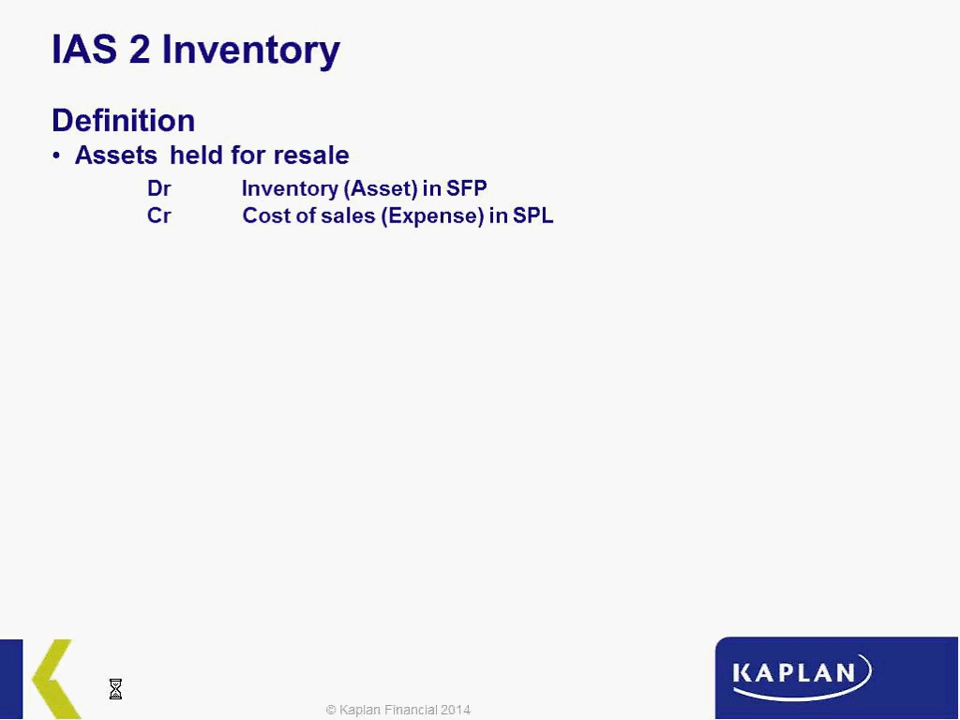 IAS 2 Inventory
Definition
• Assets held for resale
Dr Inventory (Asset) in SFP
Cr Cost of sales (Expense) in SPL
© Kaplan Financial 2014
KAPLAN